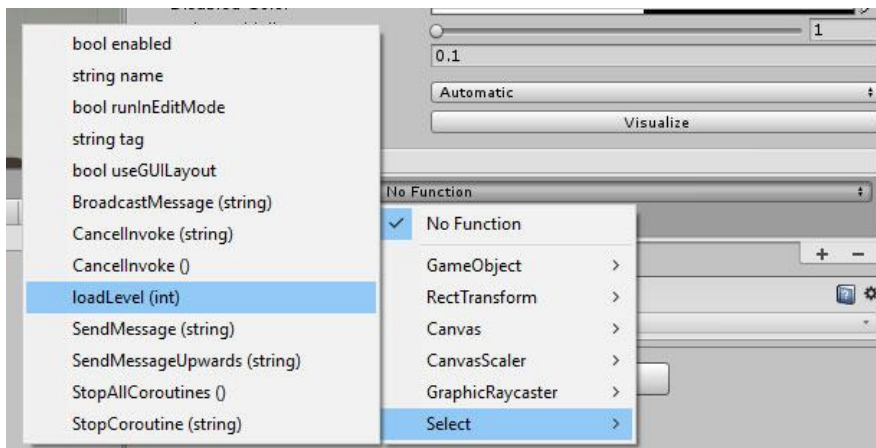 1
0.1
Automatic
Visualize
No Function
bool enabled
string name
bool runInEditMode
string tag
bool useGUILayout
BroadcastMessage (string)
CancelInvoke (string)
CancelInvoke ()
loadLevel (int)
SendMessage (string)
SendMessageUpwards (string)
StopAllCoroutines ()
StopCoroutine (string)
No Function
GameObject
RectTransform
Canvas
CanvasScaler
GraphicRaycaster
Select